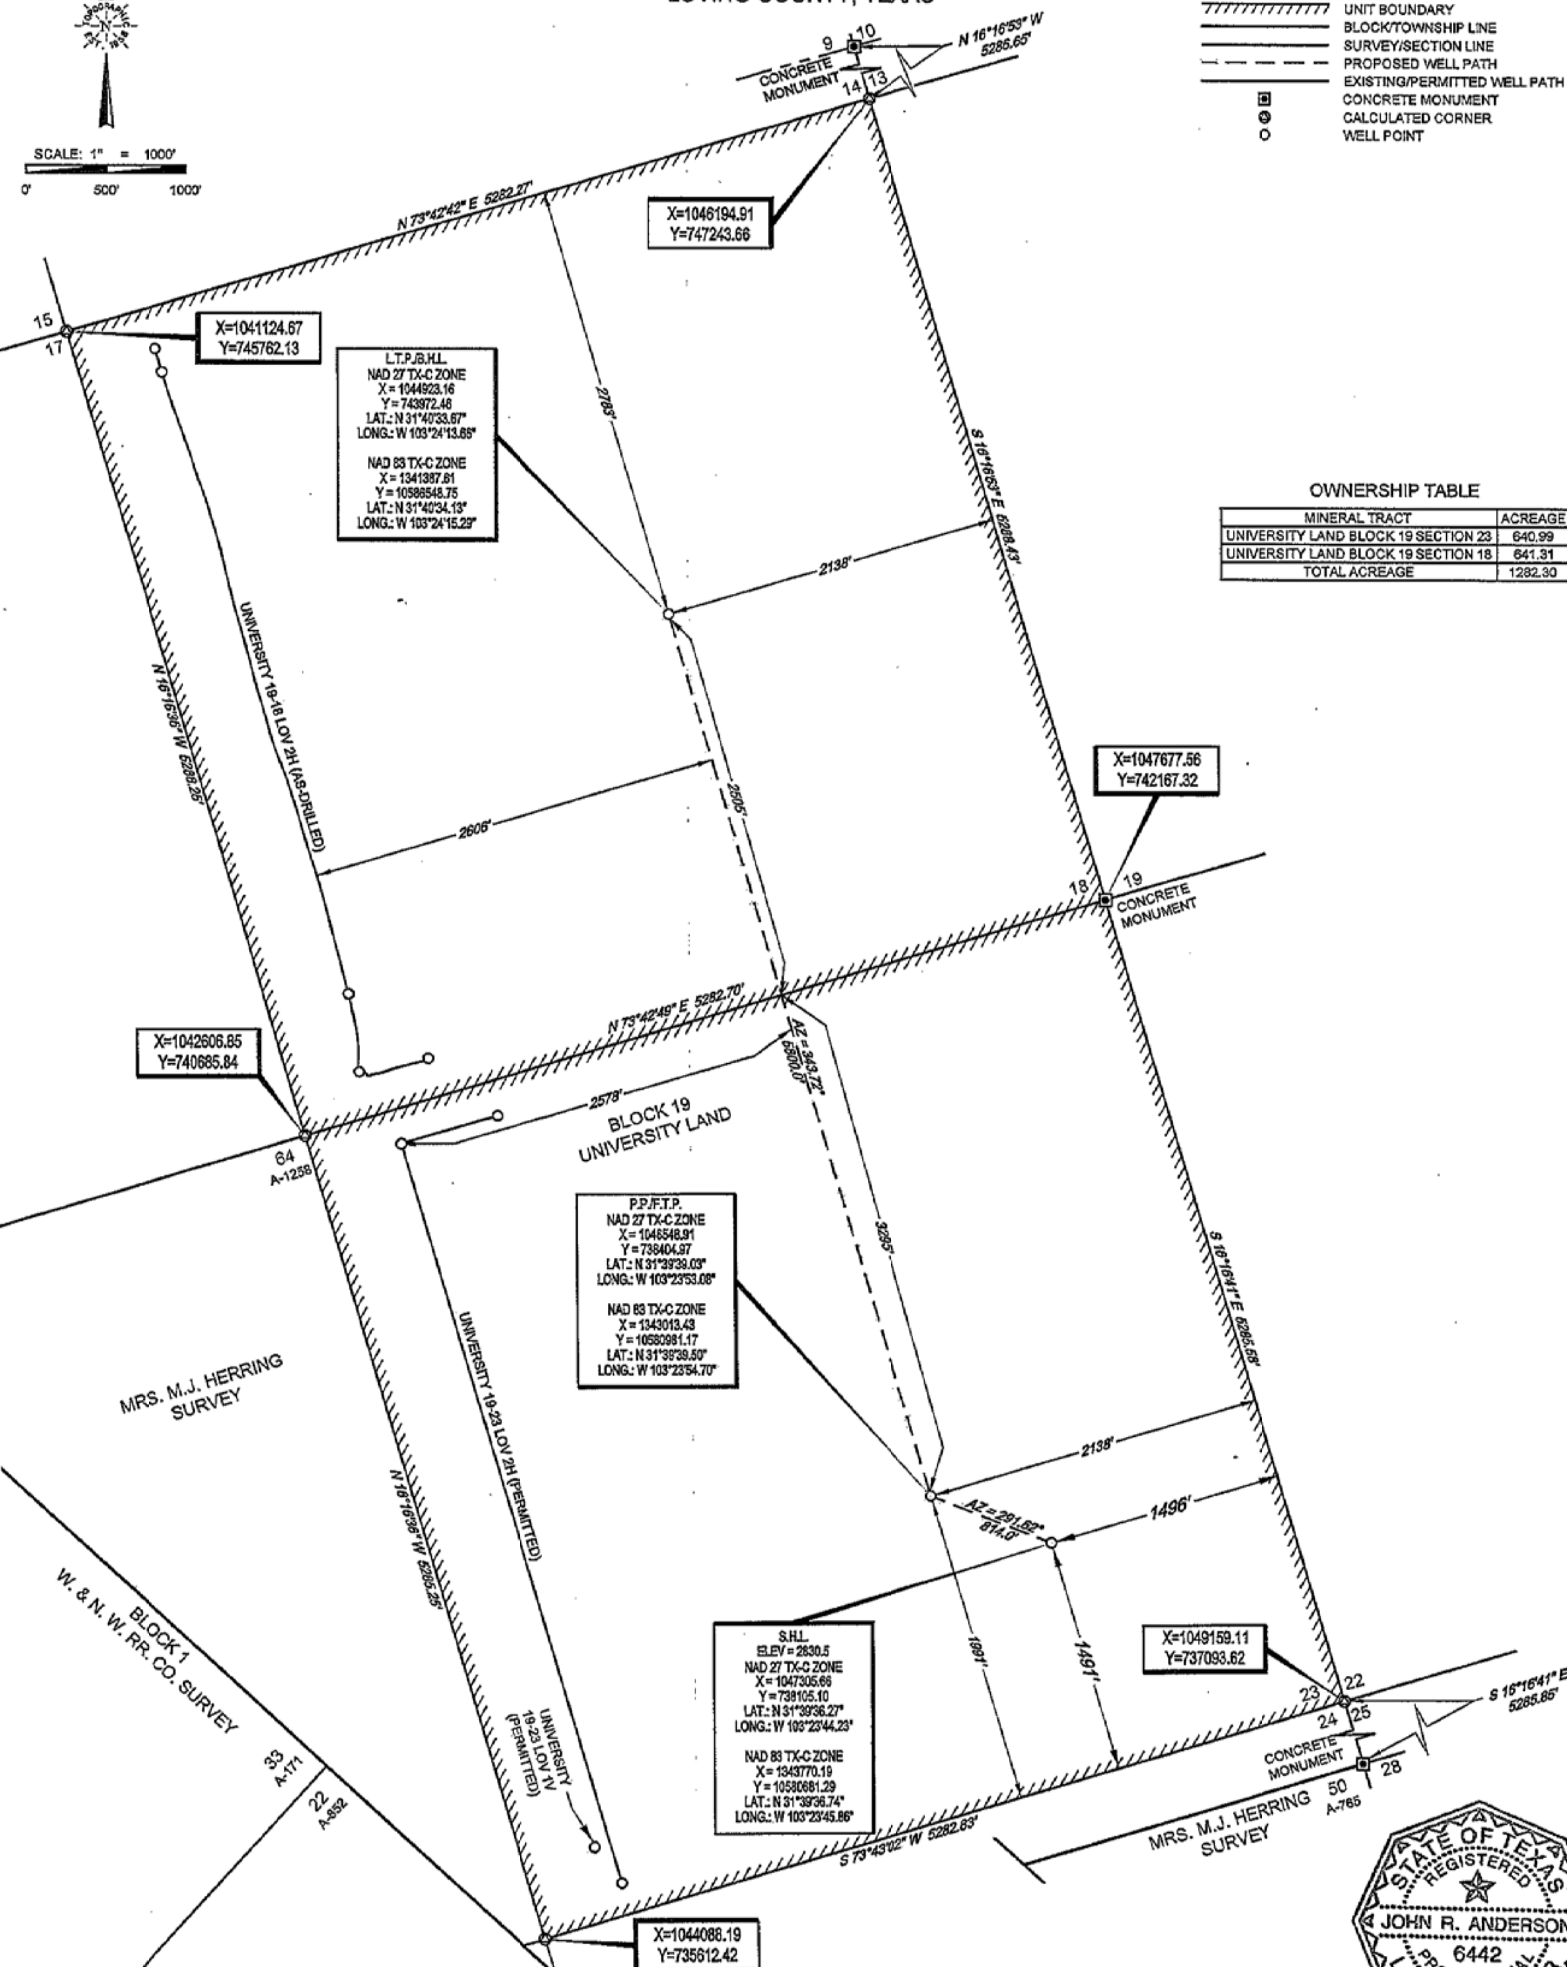 TOPOGRAPHIC
N
EST. 1958
SCALE: 1" = 1000'
0' 500' 1000'
LOVING COUNTY, TEXAS
UNIT BOUNDARY
BLOCK/TOWNSHIP LINE
SURVEY/SECTION LINE
PROPOSED WELL PATH
EXISTING/PERMITTED WELL PATH
CONCRETE MONUMENT
CALCULATED CORNER
WELL POINT
9 10
N 16°16'53" W
5286.65'
CONCRETE
MONUMENT
14 13
N 73°42'42" E 5282.27'
X=1046194.91
Y=747243.66
15
17
X=1041124.67
Y=745762.13
L.T.P./B.H.L.
NAD 27 TX-C ZONE
X = 1044923.16
Y = 743972.46
LAT.: N 31°40'33.67"
LONG.: W 103°24'13.66"
NAD 83 TX-C ZONE
X = 1341387.61
Y = 10586548.75
LAT.: N 31°40'34.13"
LONG.: W 103°24'15.29"
2783'
S 16°16'53" E 5288.43'
2138'
OWNERSHIP TABLE
MINERAL TRACT ACREAGE
UNIVERSITY LAND BLOCK 19 SECTION 23 640.99
UNIVERSITY LAND BLOCK 19 SECTION 18 641.31
TOTAL ACREAGE 1282.30
UNIVERSITY 19-18 LOV 2H (AS-DRILLED)
N 16°16'36" W 5288.25'
2505'
2606'
X=1047677.56
Y=742167.32
18 19
CONCRETE
MONUMENT
N 73°42'49" E 5282.70'
X=1042606.85
Y=740685.84
AZ = 343.72°
5800.0'
2578'
BLOCK 19
UNIVERSITY LAND
64
A-1258
P.P./F.T.P.
NAD 27 TX-C ZONE
X = 1046548.91
Y = 738404.97
LAT.: N 31°39'39.03"
LONG.: W 103°23'53.08"
NAD 83 TX-C ZONE
X = 1343013.43
Y = 10580981.17
LAT.: N 31°39'39.50"
LONG.: W 103°23'54.70"
3295'
S 16°16'41" E 5285.58'
MRS. M.J. HERRING
SURVEY
UNIVERSITY 19-23 LOV 2H (PERMITTED)
N 16°16'36" W 5285.25'
2138'
AZ = 291.62°
814.0'
1496'
BLOCK 1
W. & N. W. RR. CO. SURVEY
S.H.L.
ELEV = 2830.5
NAD 27 TX-C ZONE
X = 1047305.66
Y = 738105.10
LAT.: N 31°39'36.27"
LONG.: W 103°23'44.23"
NAD 83 TX-C ZONE
X = 1343770.19
Y = 10580681.29
LAT.: N 31°39'36.74"
LONG.: W 103°23'45.86"
1991'
1491'
X=1049159.11
Y=737093.62
23 22
24 25
S 16°16'41" E
5285.85'
UNIVERSITY
19-23 LOV 1V
(PERMITTED)
33
A-171
22
A-852
CONCRETE
MONUMENT
28
50
A-765
MRS. M.J. HERRING
SURVEY
S 73°43'02" W 5282.83'
X=1044088.19
Y=735612.42
STATE OF TEXAS
REGISTERED
JOHN R. ANDERSON
6442